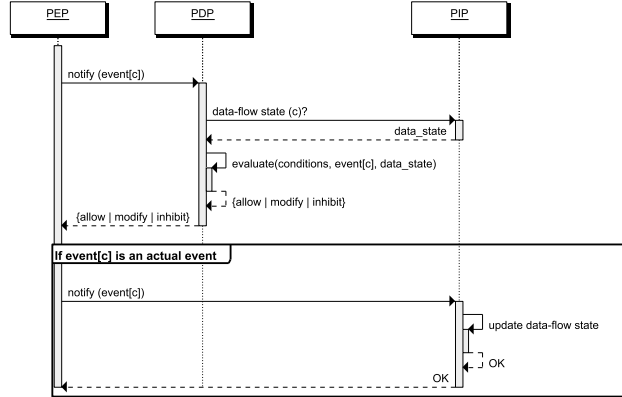 PEP
PDP
PIP
notify (event[c])
data-flow state (c)?
data_state
evaluate(conditions, event[c], data_state)
{allow | modify | inhibit}
{allow | modify | inhibit}
If event[c] is an actual event
notify (event[c])
update data-flow state
OK
OK